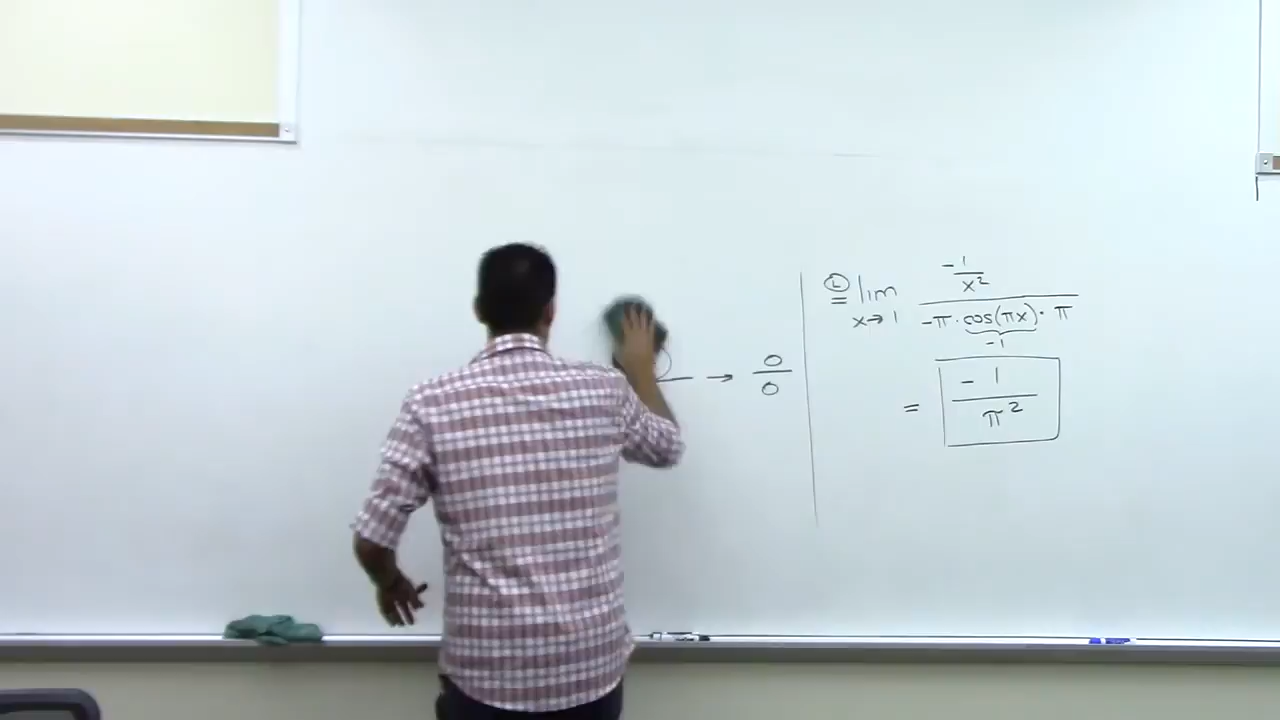 → 0/0
Ⓛ= lim x→1 (-1/x²)/(-π · cos(πx) · π)
-1
= -1/π²